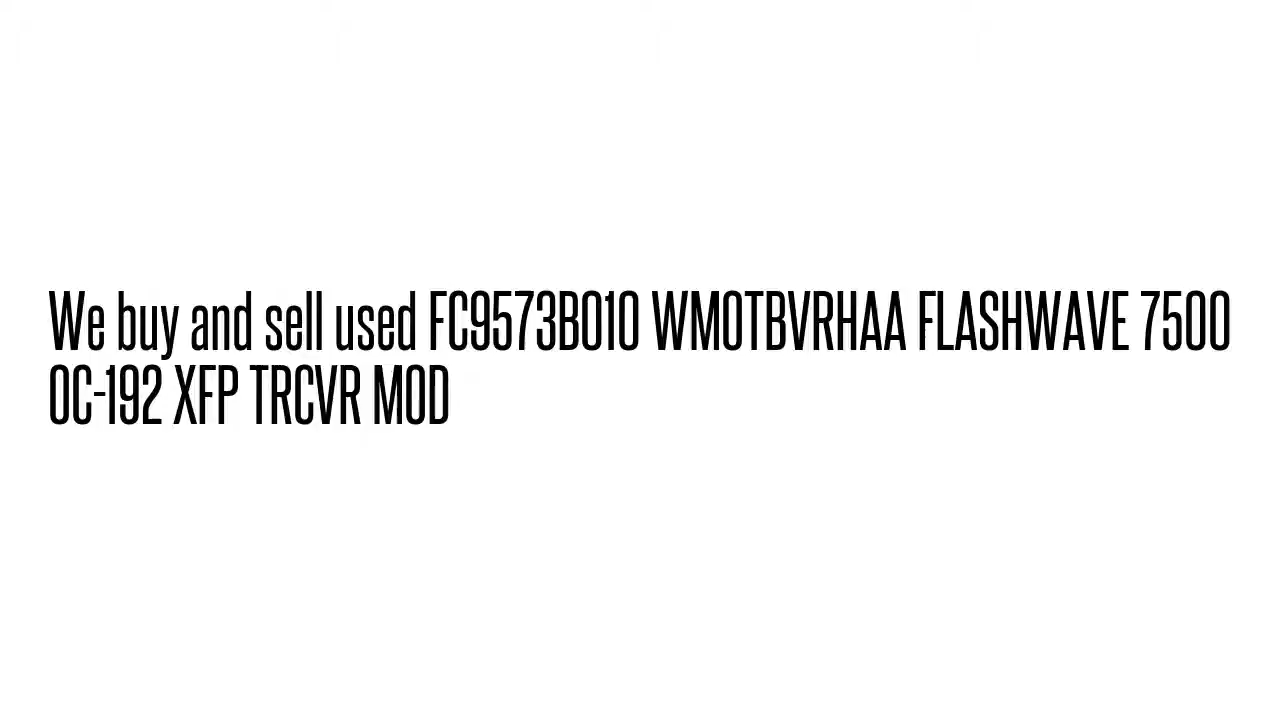 We buy and sell used FC9573B010 WMOTBVRHAA FLASHWAVE 7500
OC-192 XFP TRCVR MOD